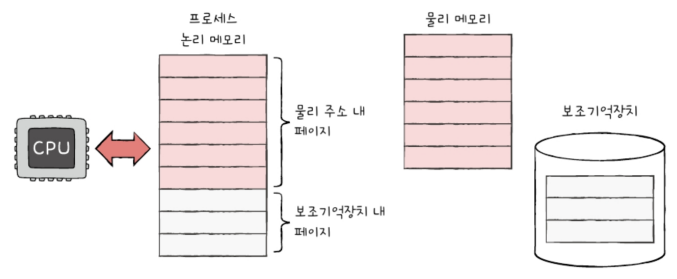 프로세스
논리 메모리
물리 메모리
보조기억장치
물리 주소 내
페이지
CPU
보조기억장치 내
페이지